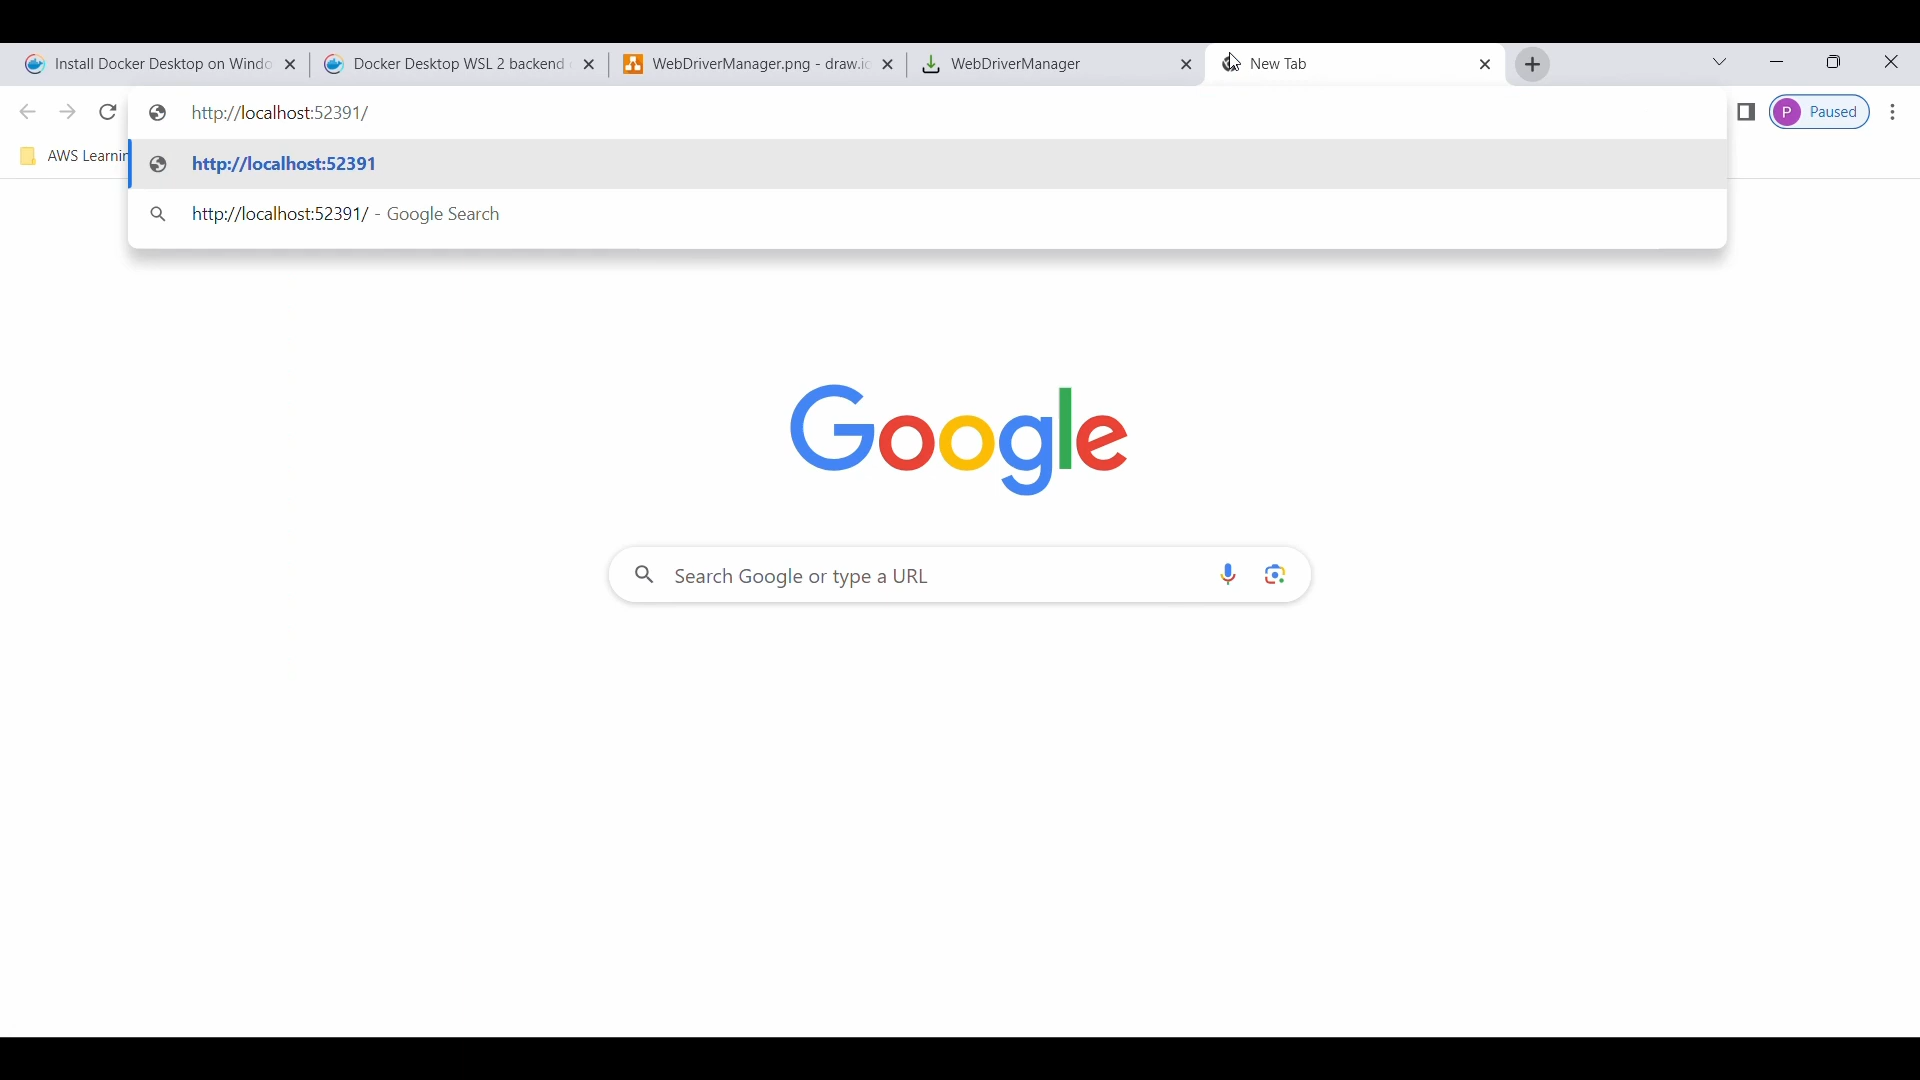 Install Docker Desktop on Windo
Docker Desktop WSL 2 backend
WebDriverManager.png - draw.io
WebDriverManager
New Tab
http://localhost:52391/
P Paused
AWS Learnin
http://localhost:52391
http://localhost:52391/ - Google Search
Google
Search Google or type a URL